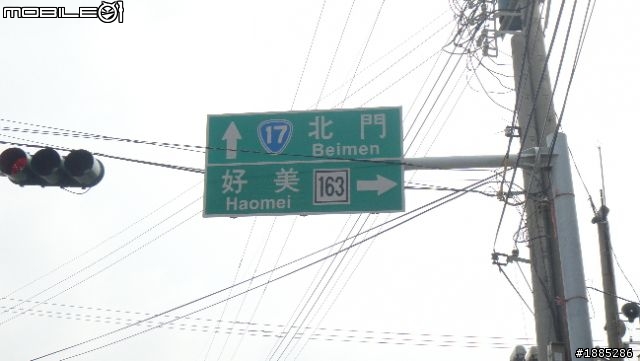 MOBILE01
17 北門
Beimen
好美 163
Haomei
#1885286